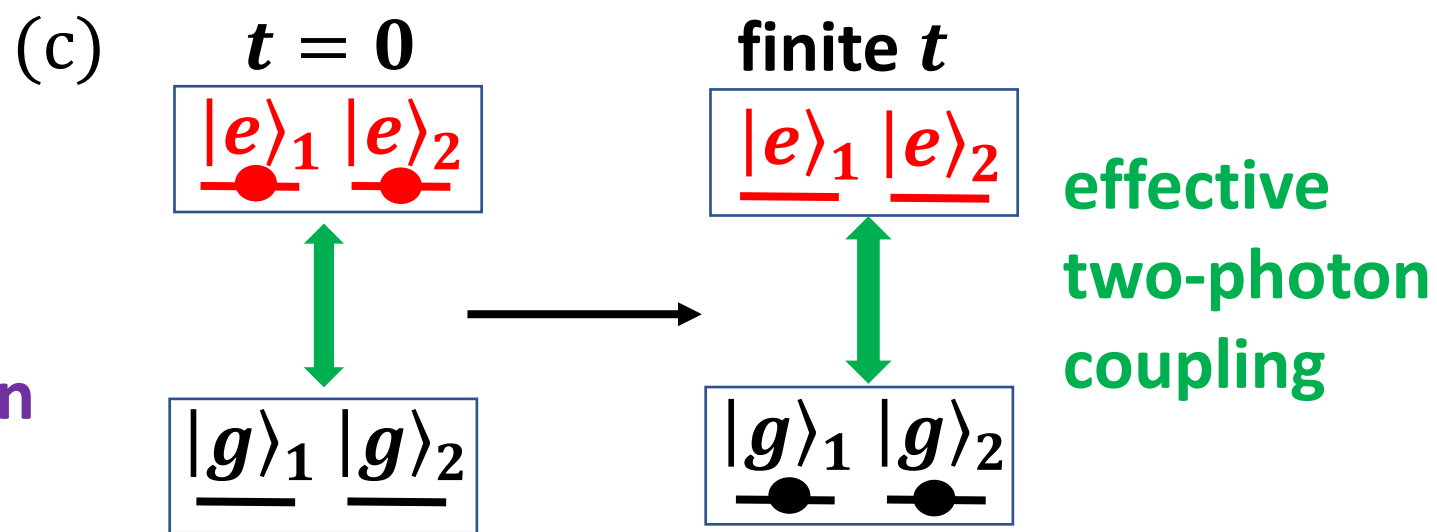 (c) t = 0 finite t
|e⟩₁ |e⟩₂ |e⟩₁ |e⟩₂
effective
two-photon
coupling
n
|g⟩₁ |g⟩₂ |g⟩₁ |g⟩₂